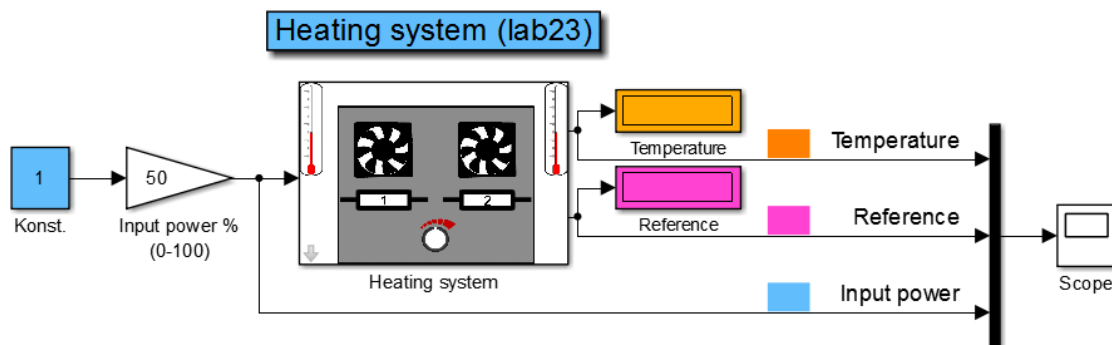 Heating system (lab23)
1
Konst.
50
Input power %
(0-100)
1
2
Heating system
Temperature
Reference
Temperature
Reference
Input power
Scope